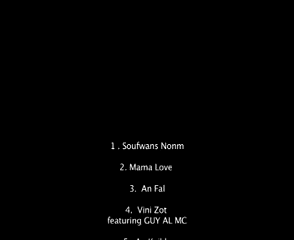 1 . Soufwans Nonm
2. Mama Love
3. An Fal
4, Vini Zot
featuring GUY AL MC